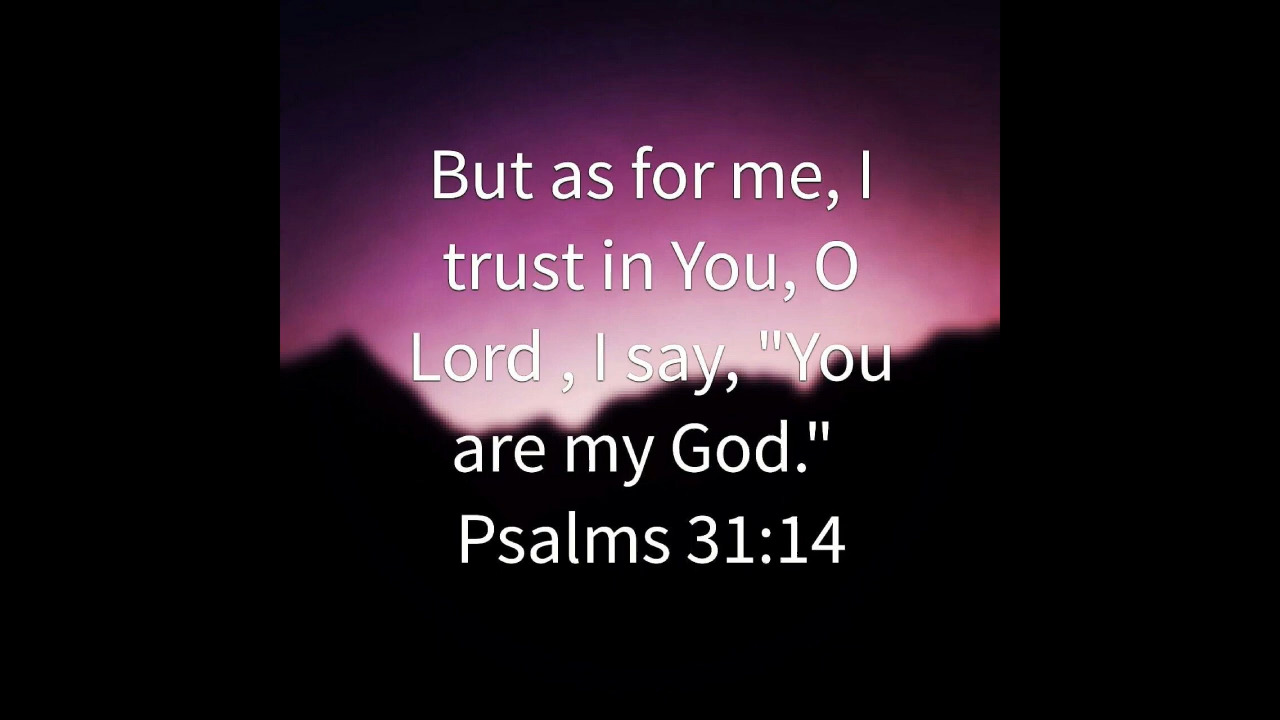 But as for me, I
trust in You, O
Lord , I say, "You
are my God."
Psalms 31:14